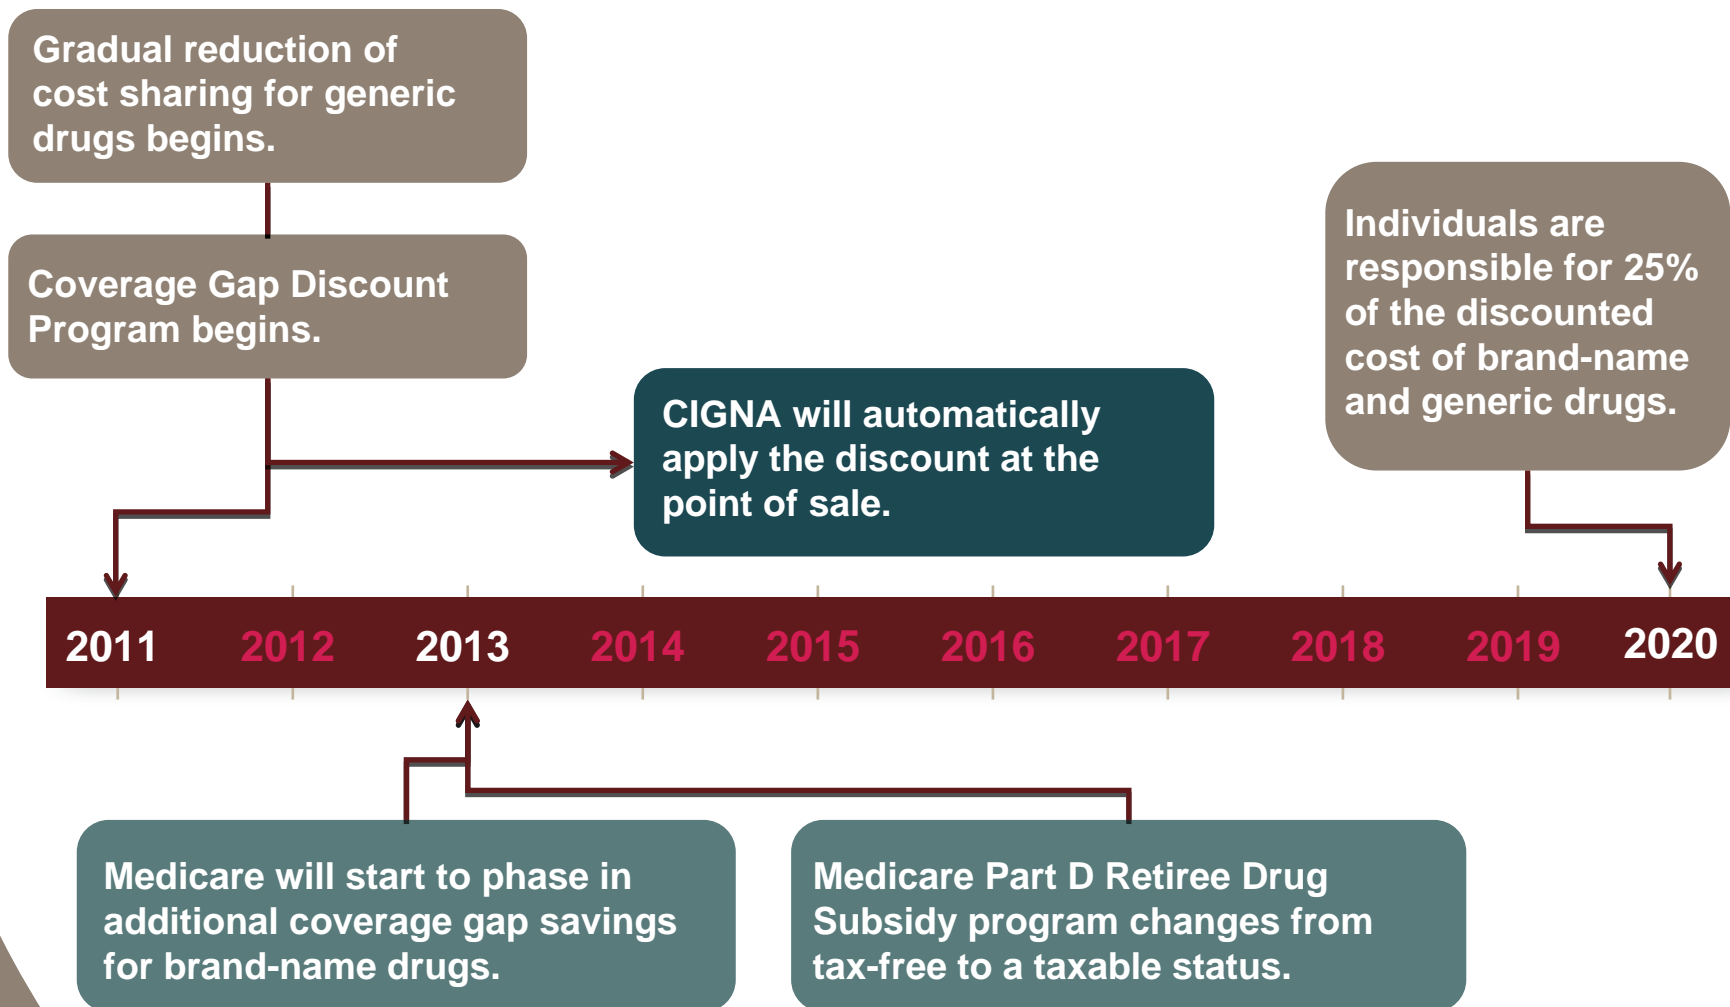 Gradual reduction of
cost sharing for generic
drugs begins.
Coverage Gap Discount
Program begins.
CIGNA will automatically
apply the discount at the
point of sale.
Individuals are
responsible for 25%
of the discounted
cost of brand-name
and generic drugs.
2011 2012 2013 2014 2015 2016 2017 2018 2019 2020
Medicare will start to phase in
additional coverage gap savings
for brand-name drugs.
Medicare Part D Retiree Drug
Subsidy program changes from
tax-free to a taxable status.